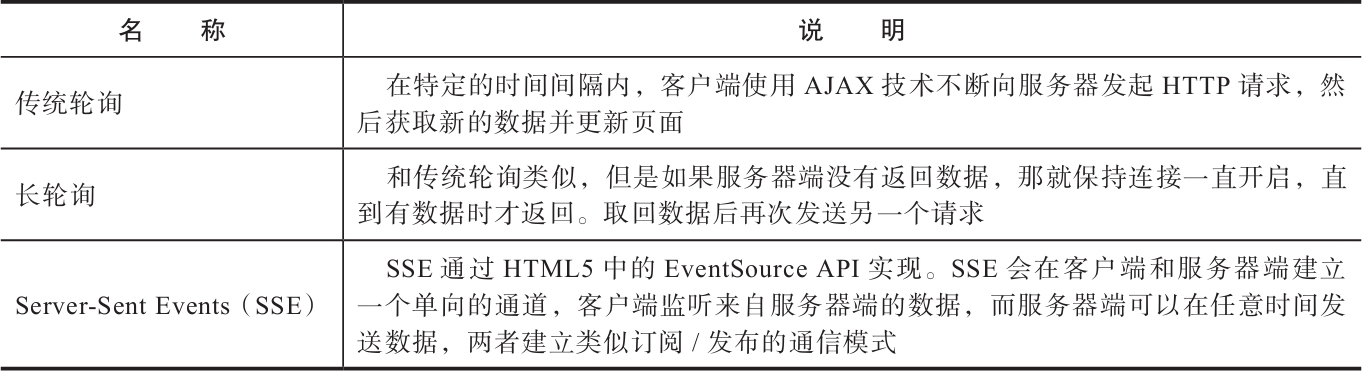 名 称 说 明
在特定的时间间隔内，客户端使用 AJAX 技术不断向服务器发起 HTTP 请求，然
传统轮询
后获取新的数据并更新页面
和传统轮询类似，但是如果服务器端没有返回数据，那就保持连接一直开启，直
长轮询
到有数据时才返回。取回数据后再次发送另一个请求
SSE 通过 HTML5 中的 EventSource API 实现。SSE 会在客户端和服务器端建立
Server-Sent Events（SSE）
一个单向的通道，客户端监听来自服务器端的数据，而服务器端可以在任意时间发
送数据，两者建立类似订阅 / 发布的通信模式